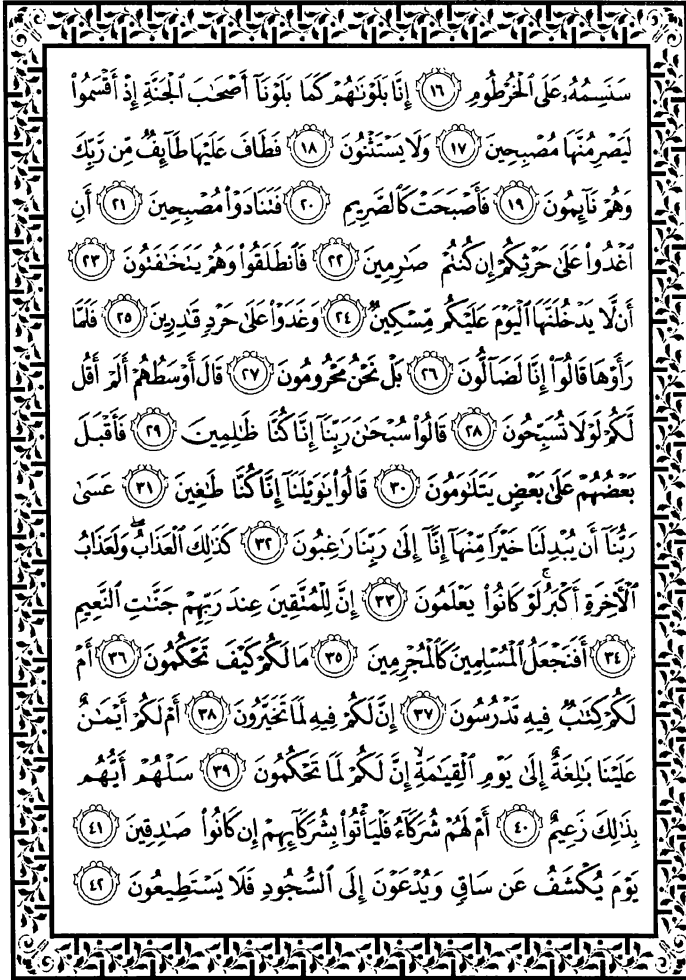 سَنَسِمُهُۥ عَلَى ٱلْخُرْطُومِ ١٦ إِنَّا بَلَوْنَٰهُمْ كَمَا بَلَوْنَآ أَصْحَٰبَ ٱلْجَنَّةِ إِذْ أَقْسَمُوا۟
لَيَصْرِمُنَّهَا مُصْبِحِينَ ١٧ وَلَا يَسْتَثْنُونَ ١٨ فَطَافَ عَلَيْهَا طَآئِفٌ مِّن رَّبِّكَ
وَهُمْ نَآئِمُونَ ١٩ فَأَصْبَحَتْ كَٱلصَّرِيمِ ٢٠ فَتَنَادَوْا۟ مُصْبِحِينَ ٢١ أَنِ
ٱغْدُوا۟ عَلَىٰ حَرْثِكُمْ إِن كُنتُمْ صَٰرِمِينَ ٢٢ فَٱنطَلَقُوا۟ وَهُمْ يَتَخَٰفَتُونَ ٢٣
أَن لَّا يَدْخُلَنَّهَا ٱلْيَوْمَ عَلَيْكُم مِّسْكِينٌ ٢٤ وَغَدَوْا۟ عَلَىٰ حَرْدٍ قَٰدِرِينَ ٢٥ فَلَمَّا
رَأَوْهَا قَالُوٓا۟ إِنَّا لَضَآلُّونَ ٢٦ بَلْ نَحْنُ مَحْرُومُونَ ٢٧ قَالَ أَوْسَطُهُمْ أَلَمْ أَقُل
لَّكُمْ لَوْلَا تُسَبِّحُونَ ٢٨ قَالُوا۟ سُبْحَٰنَ رَبِّنَآ إِنَّا كُنَّا ظَٰلِمِينَ ٢٩ فَأَقْبَلَ
بَعْضُهُمْ عَلَىٰ بَعْضٍ يَتَلَٰوَمُونَ ٣٠ قَالُوا۟ يَٰوَيْلَنَآ إِنَّا كُنَّا طَٰغِينَ ٣١ عَسَىٰ
رَبُّنَآ أَن يُبْدِلَنَا خَيْرًا مِّنْهَآ إِنَّآ إِلَىٰ رَبِّنَا رَٰغِبُونَ ٣٢ كَذَٰلِكَ ٱلْعَذَابُ ۖ وَلَعَذَابُ
ٱلْءَاخِرَةِ أَكْبَرُ ۚ لَوْ كَانُوا۟ يَعْلَمُونَ ٣٣ إِنَّ لِلْمُتَّقِينَ عِندَ رَبِّهِمْ جَنَّٰتِ ٱلنَّعِيمِ
٣٤ أَفَنَجْعَلُ ٱلْمُسْلِمِينَ كَٱلْمُجْرِمِينَ ٣٥ مَا لَكُمْ كَيْفَ تَحْكُمُونَ ٣٦ أَمْ
لَكُمْ كِتَٰبٌ فِيهِ تَدْرُسُونَ ٣٧ إِنَّ لَكُمْ فِيهِ لَمَا تَخَيَّرُونَ ٣٨ أَمْ لَكُمْ أَيْمَٰنٌ
عَلَيْنَا بَٰلِغَةٌ إِلَىٰ يَوْمِ ٱلْقِيَٰمَةِ ۙ إِنَّ لَكُمْ لَمَا تَحْكُمُونَ ٣٩ سَلْهُمْ أَيُّهُم
بِذَٰلِكَ زَعِيمٌ ٤٠ أَمْ لَهُمْ شُرَكَآءُ فَلْيَأْتُوا۟ بِشُرَكَآئِهِمْ إِن كَانُوا۟ صَٰدِقِينَ ٤١
يَوْمَ يُكْشَفُ عَن سَاقٍ وَيُدْعَوْنَ إِلَى ٱلسُّجُودِ فَلَا يَسْتَطِيعُونَ ٤٢